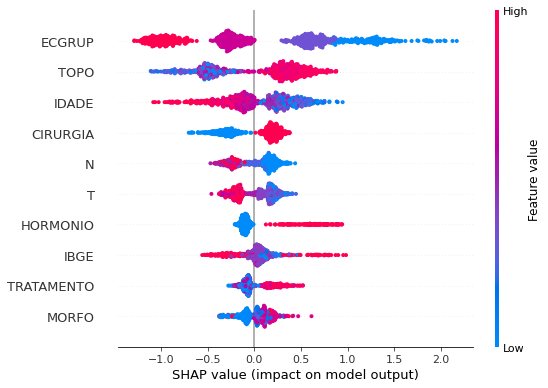 High
ECGRUP
TOPO
IDADE
CIRURGIA
N
T
HORMONIO
IBGE
TRATAMENTO
MORFO
Feature value
Low
−1.0 −0.5 0.0 0.5 1.0 1.5 2.0
SHAP value (impact on model output)